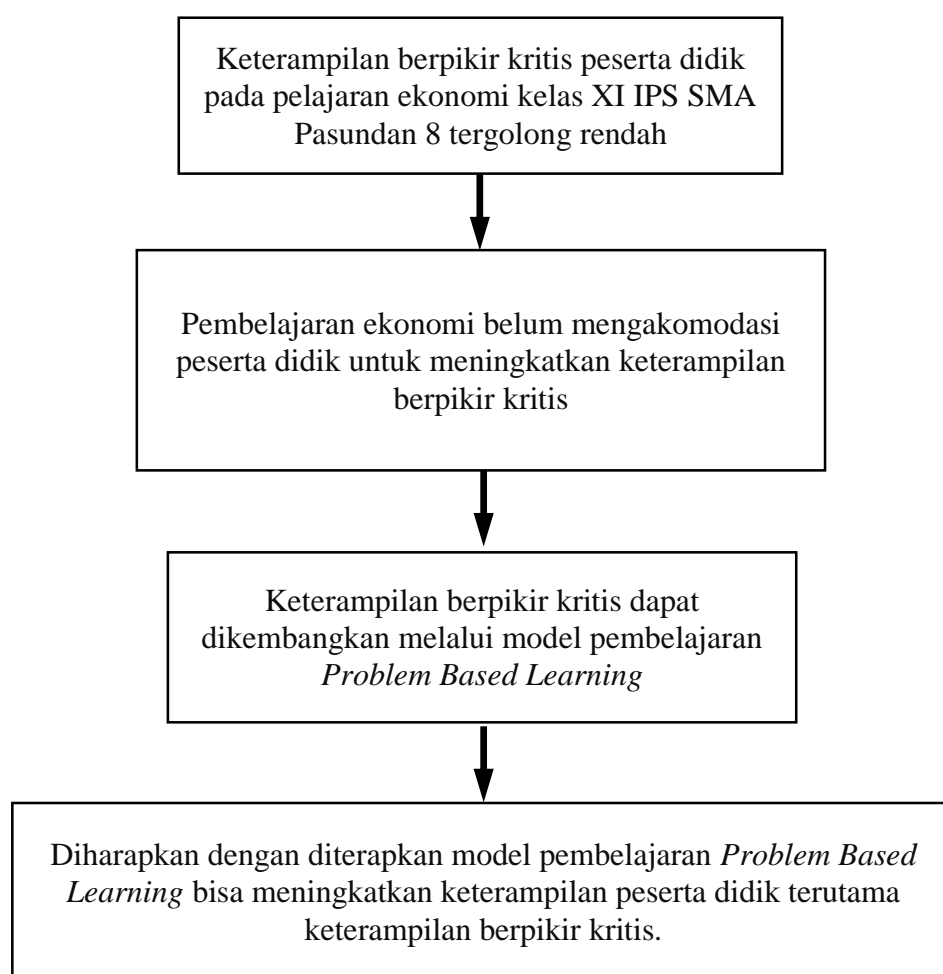 Keterampilan berpikir kritis peserta didik
pada pelajaran ekonomi kelas XI IPS SMA
Pasundan 8 tergolong rendah
Pembelajaran ekonomi belum mengakomodasi
peserta didik untuk meningkatkan keterampilan
berpikir kritis
Keterampilan berpikir kritis dapat
dikembangkan melalui model pembelajaran
Problem Based Learning
Diharapkan dengan diterapkan model pembelajaran Problem Based
Learning bisa meningkatkan keterampilan peserta didik terutama
keterampilan berpikir kritis.